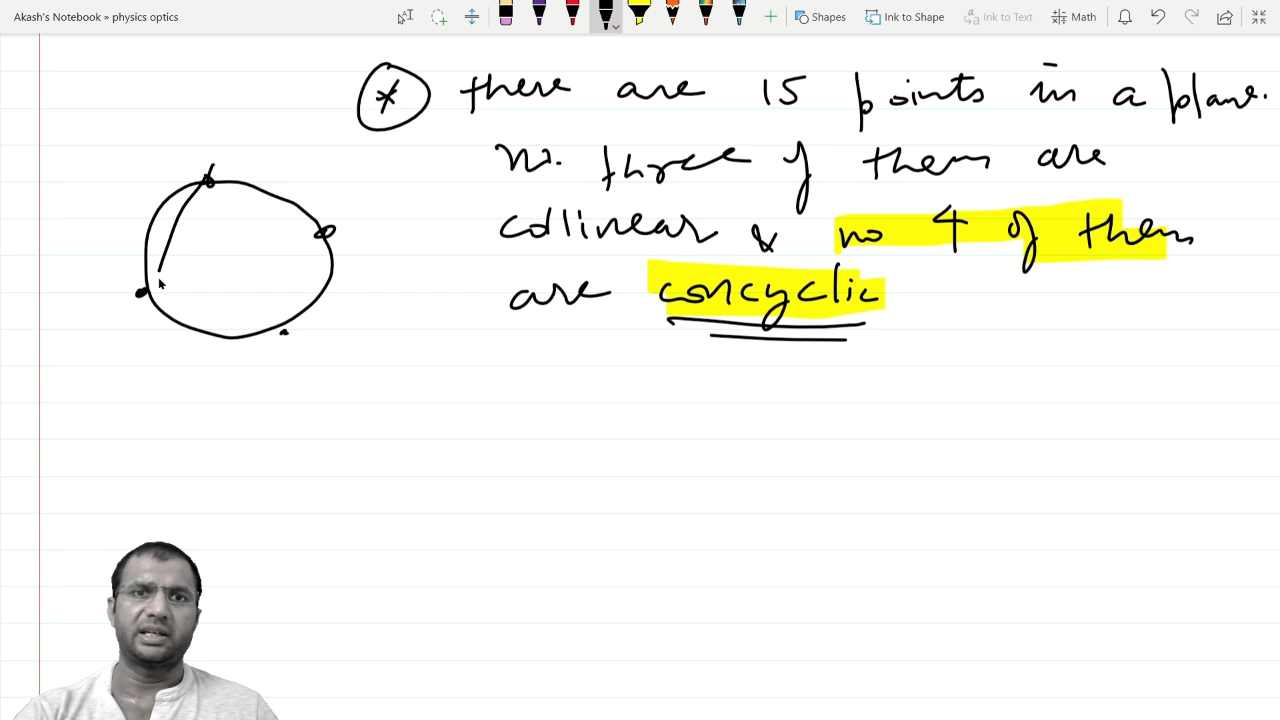 Akash's Notebook » physics optics
Shapes Ink to Shape Ink to Text Math
there are 15 points in a plane.
no. three of them are
collinear & no 4 of them
are concyclic